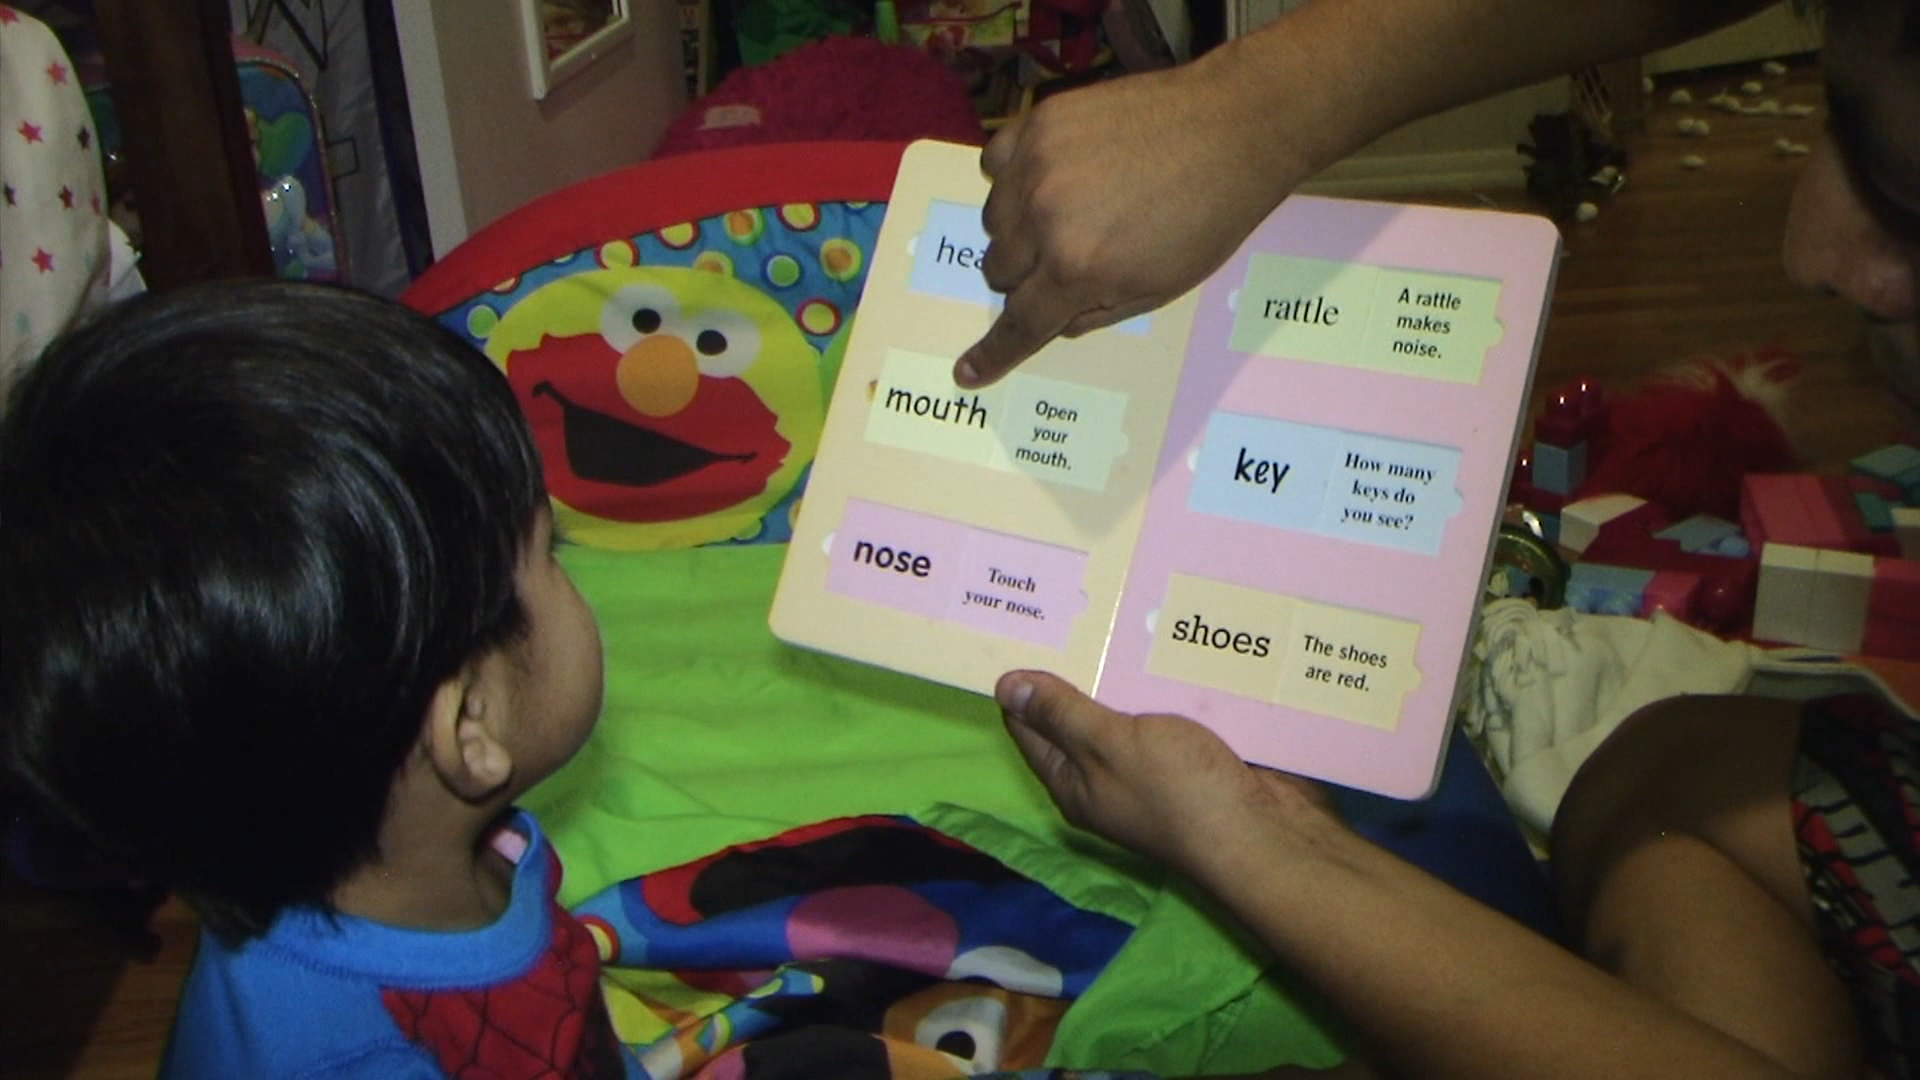 mouth
Open
your
mouth.
nose
Touch
your nose.
rattle
A rattle
makes
noise.
key
How many
keys do
you see?
shoes
The shoes
are red.